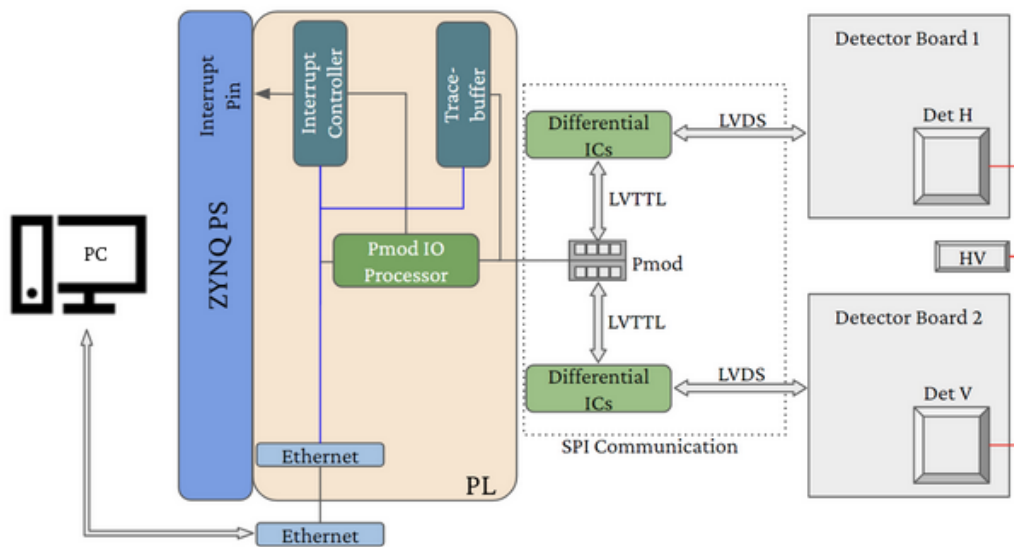 PC
ZYNQ PS
Interrupt
Pin
Interrupt
Controller
Trace-
buffer
Pmod IO
Processor
Ethernet
Ethernet
PL
Differential
ICs
LVTTL
Pmod
LVTTL
Differential
ICs
SPI Communication
LVDS
LVDS
Detector Board 1
Det H
HV
Detector Board 2
Det V